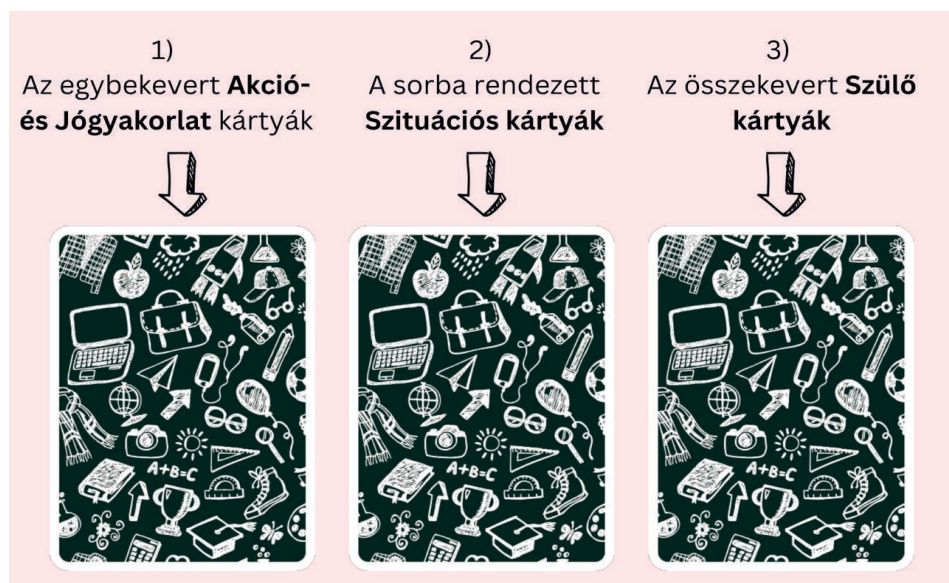 1)
Az egybekevert Akció-
és Jógyakorlat kártyák
2)
A sorba rendezett
Szituációs kártyák
3)
Az összekevert Szülő
kártyák
A+B=C
A+B=C
A+B=C